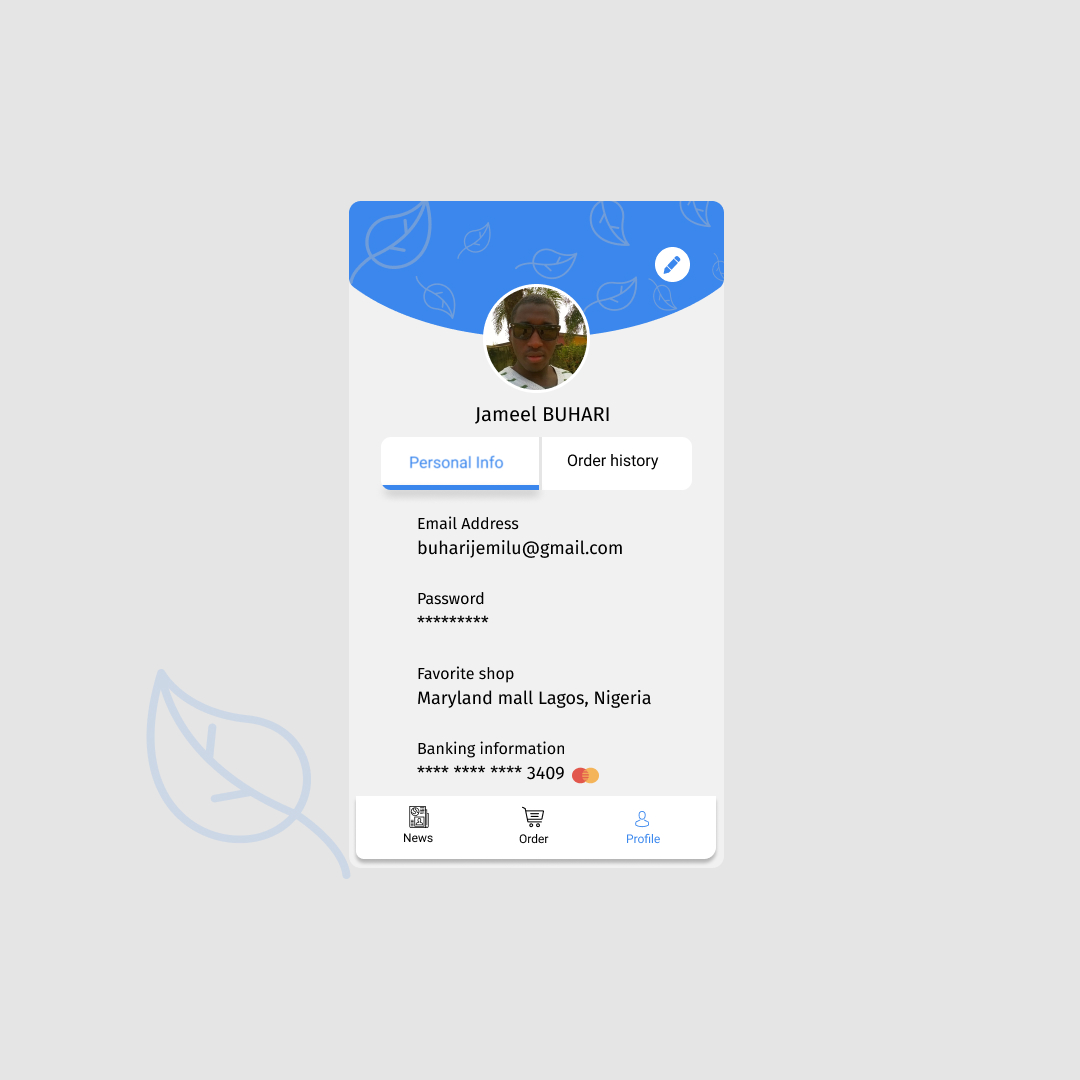 Jameel BUHARI
Personal Info
Order history
Email Address
buharijemilu@gmail.com
Password
*********
Favorite shop
Maryland mall Lagos, Nigeria
Banking information
**** **** **** 3409
News
Order
Profile